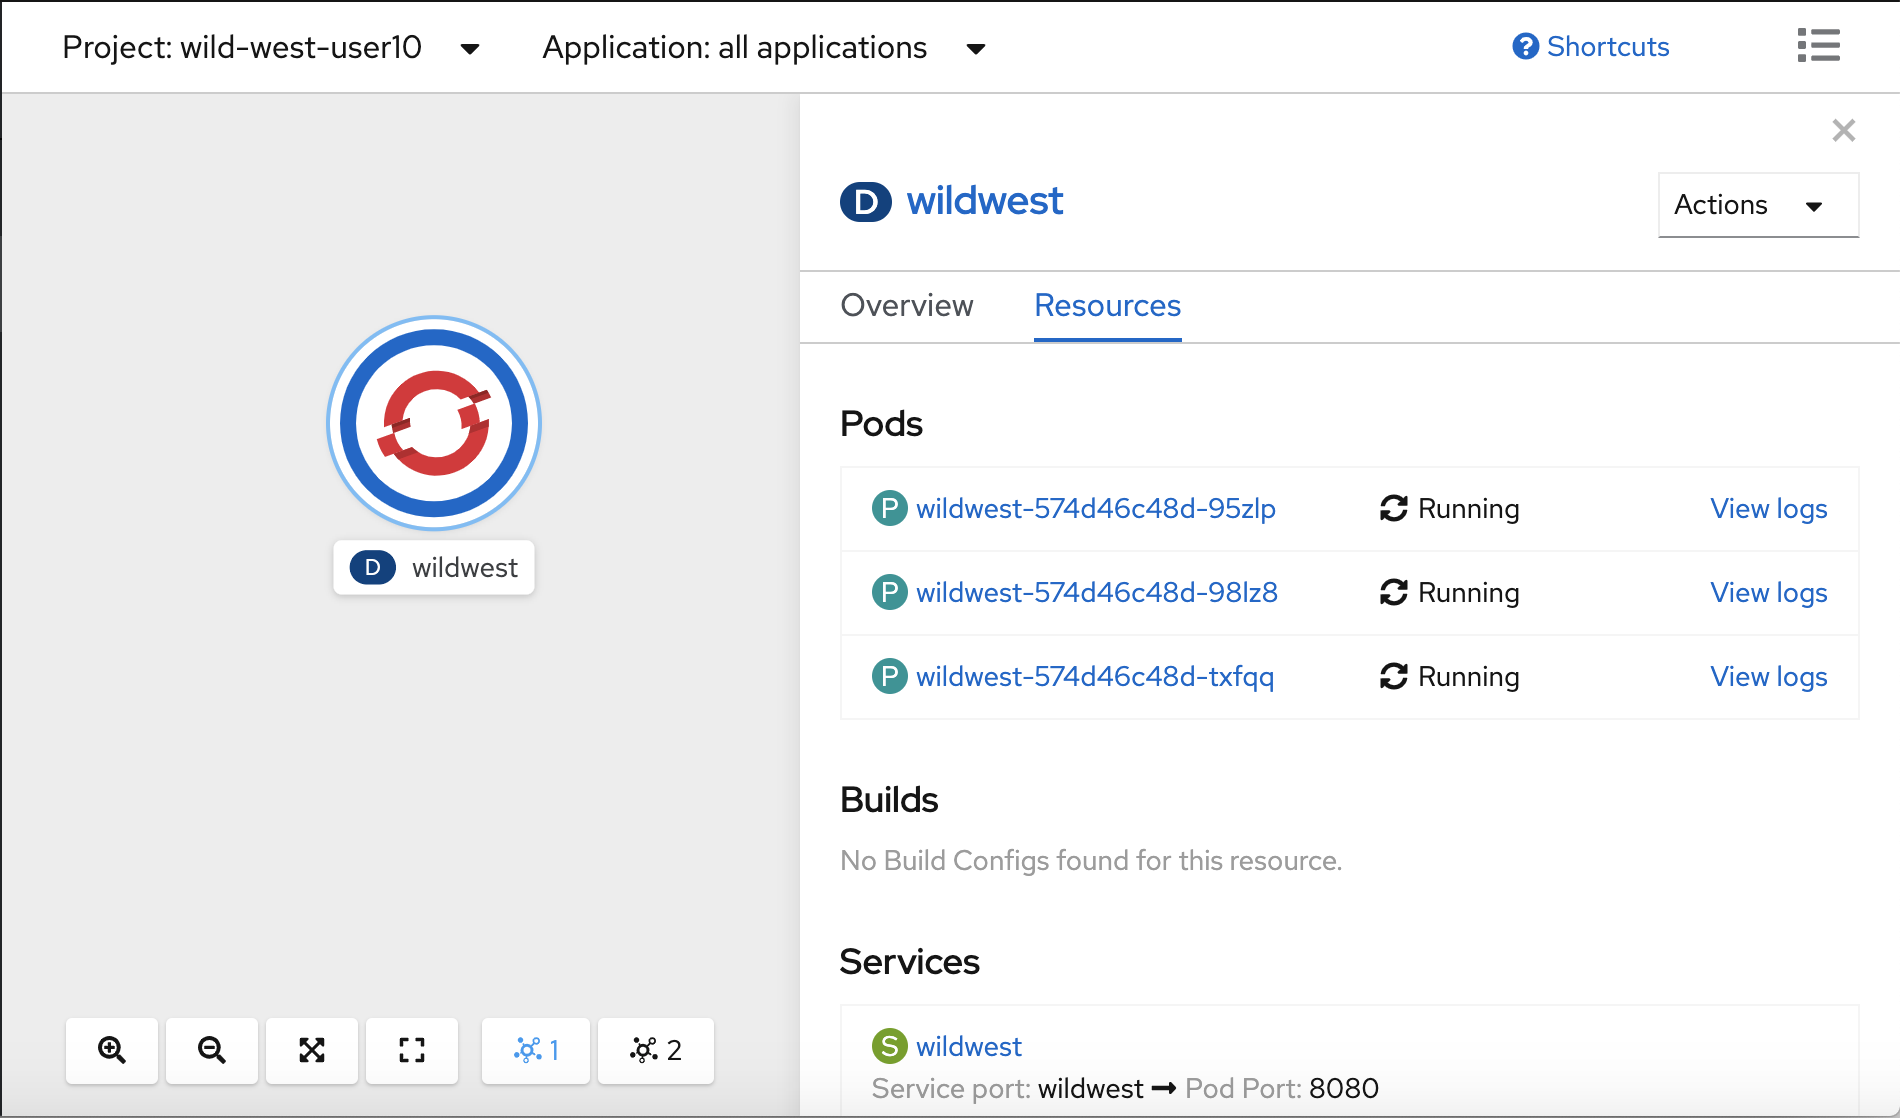 Project: wild-west-user10 Application: all applications Shortcuts
D wildwest
Actions
Overview Resources
Pods
P wildwest-574d46c48d-95zlp Running View logs
P wildwest-574d46c48d-98lz8 Running View logs
P wildwest-574d46c48d-txfqq Running View logs
D wildwest
Builds
No Build Configs found for this resource.
Services
S wildwest
Service port: wildwest → Pod Port: 8080
1 2